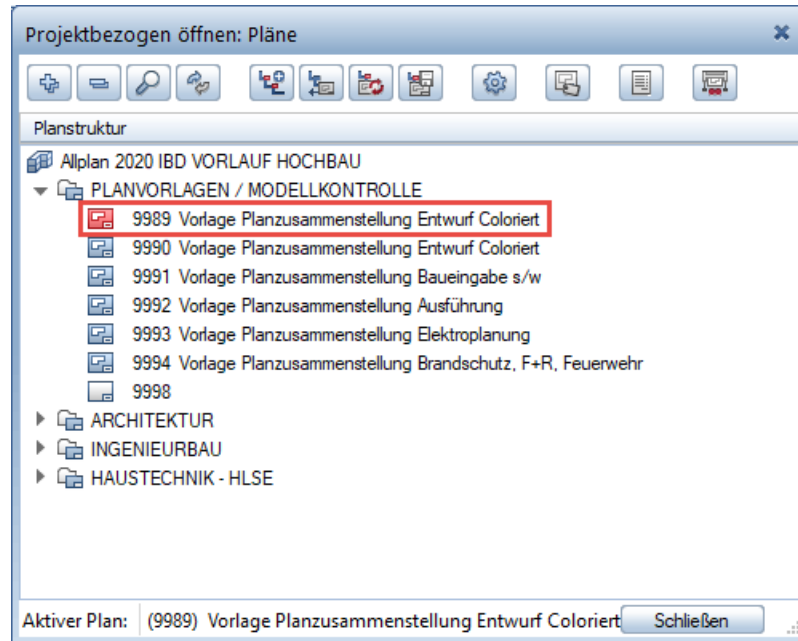 Projektbezogen öffnen: Pläne
Planstruktur
Allplan 2020 IBD VORLAUF HOCHBAU
PLANVORLAGEN / MODELLKONTROLLE
9989 Vorlage Planzusammenstellung Entwurf Coloriert
9990 Vorlage Planzusammenstellung Entwurf Coloriert
9991 Vorlage Planzusammenstellung Baueingabe s/w
9992 Vorlage Planzusammenstellung Ausführung
9993 Vorlage Planzusammenstellung Elektroplanung
9994 Vorlage Planzusammenstellung Brandschutz, F+R, Feuerwehr
9998
ARCHITEKTUR
INGENIEURBAU
HAUSTECHNIK - HLSE
Aktiver Plan: (9989) Vorlage Planzusammenstellung Entwurf Coloriert Schließen